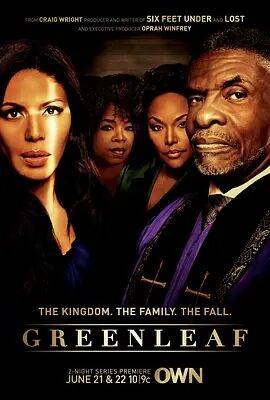 FROM CRAIG WRIGHT PRODUCER AND WRITER OF SIX FEET UNDER AND LOST
AND EXECUTIVE PRODUCER OPRAH WINFREY
THE KINGDOM. THE FAMILY. THE FALL.
GREENLEAF
2-NIGHT SERIES PREMIERE
JUNE 21 & 22 10|9c OWN